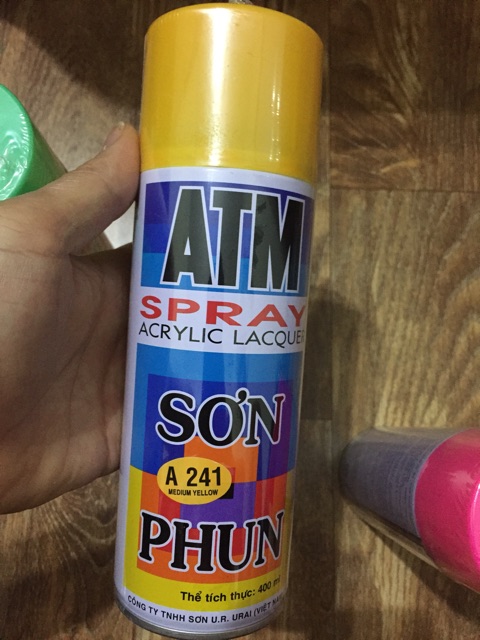 ATM
SPRAY
ACRYLIC LACQUE
SƠN
A 241
MEDIUM YELLOW
PHUN
Thể tích thực: 400 m
CÔNG TY TNHH SƠN U.R. URAI (VIỆT NA